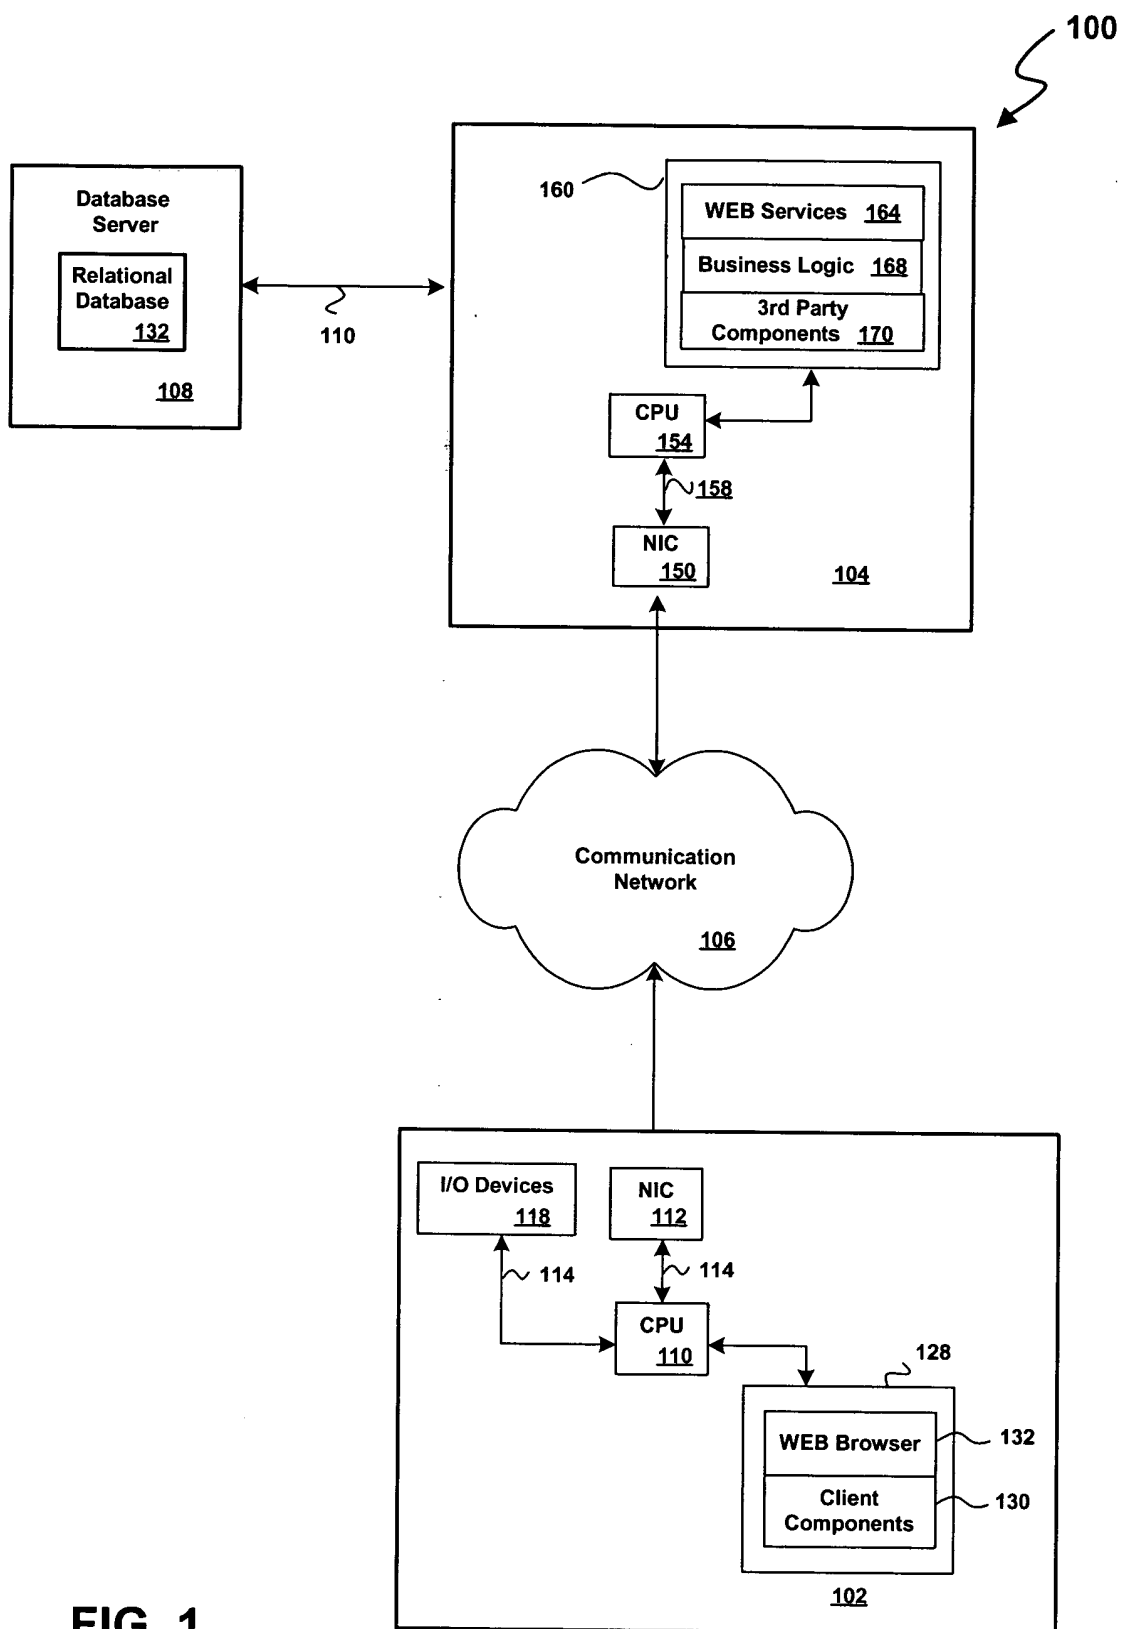 100
Database
Server
Relational
Database
132
108
110
160
WEB Services 164
Business Logic 168
3rd Party
Components 170
CPU
154
158
NIC
150
104
Communication
Network
106
I/O Devices
118
NIC
112
114
114
CPU
110
128
WEB Browser
132
Client
Components
130
102
FIG. 1